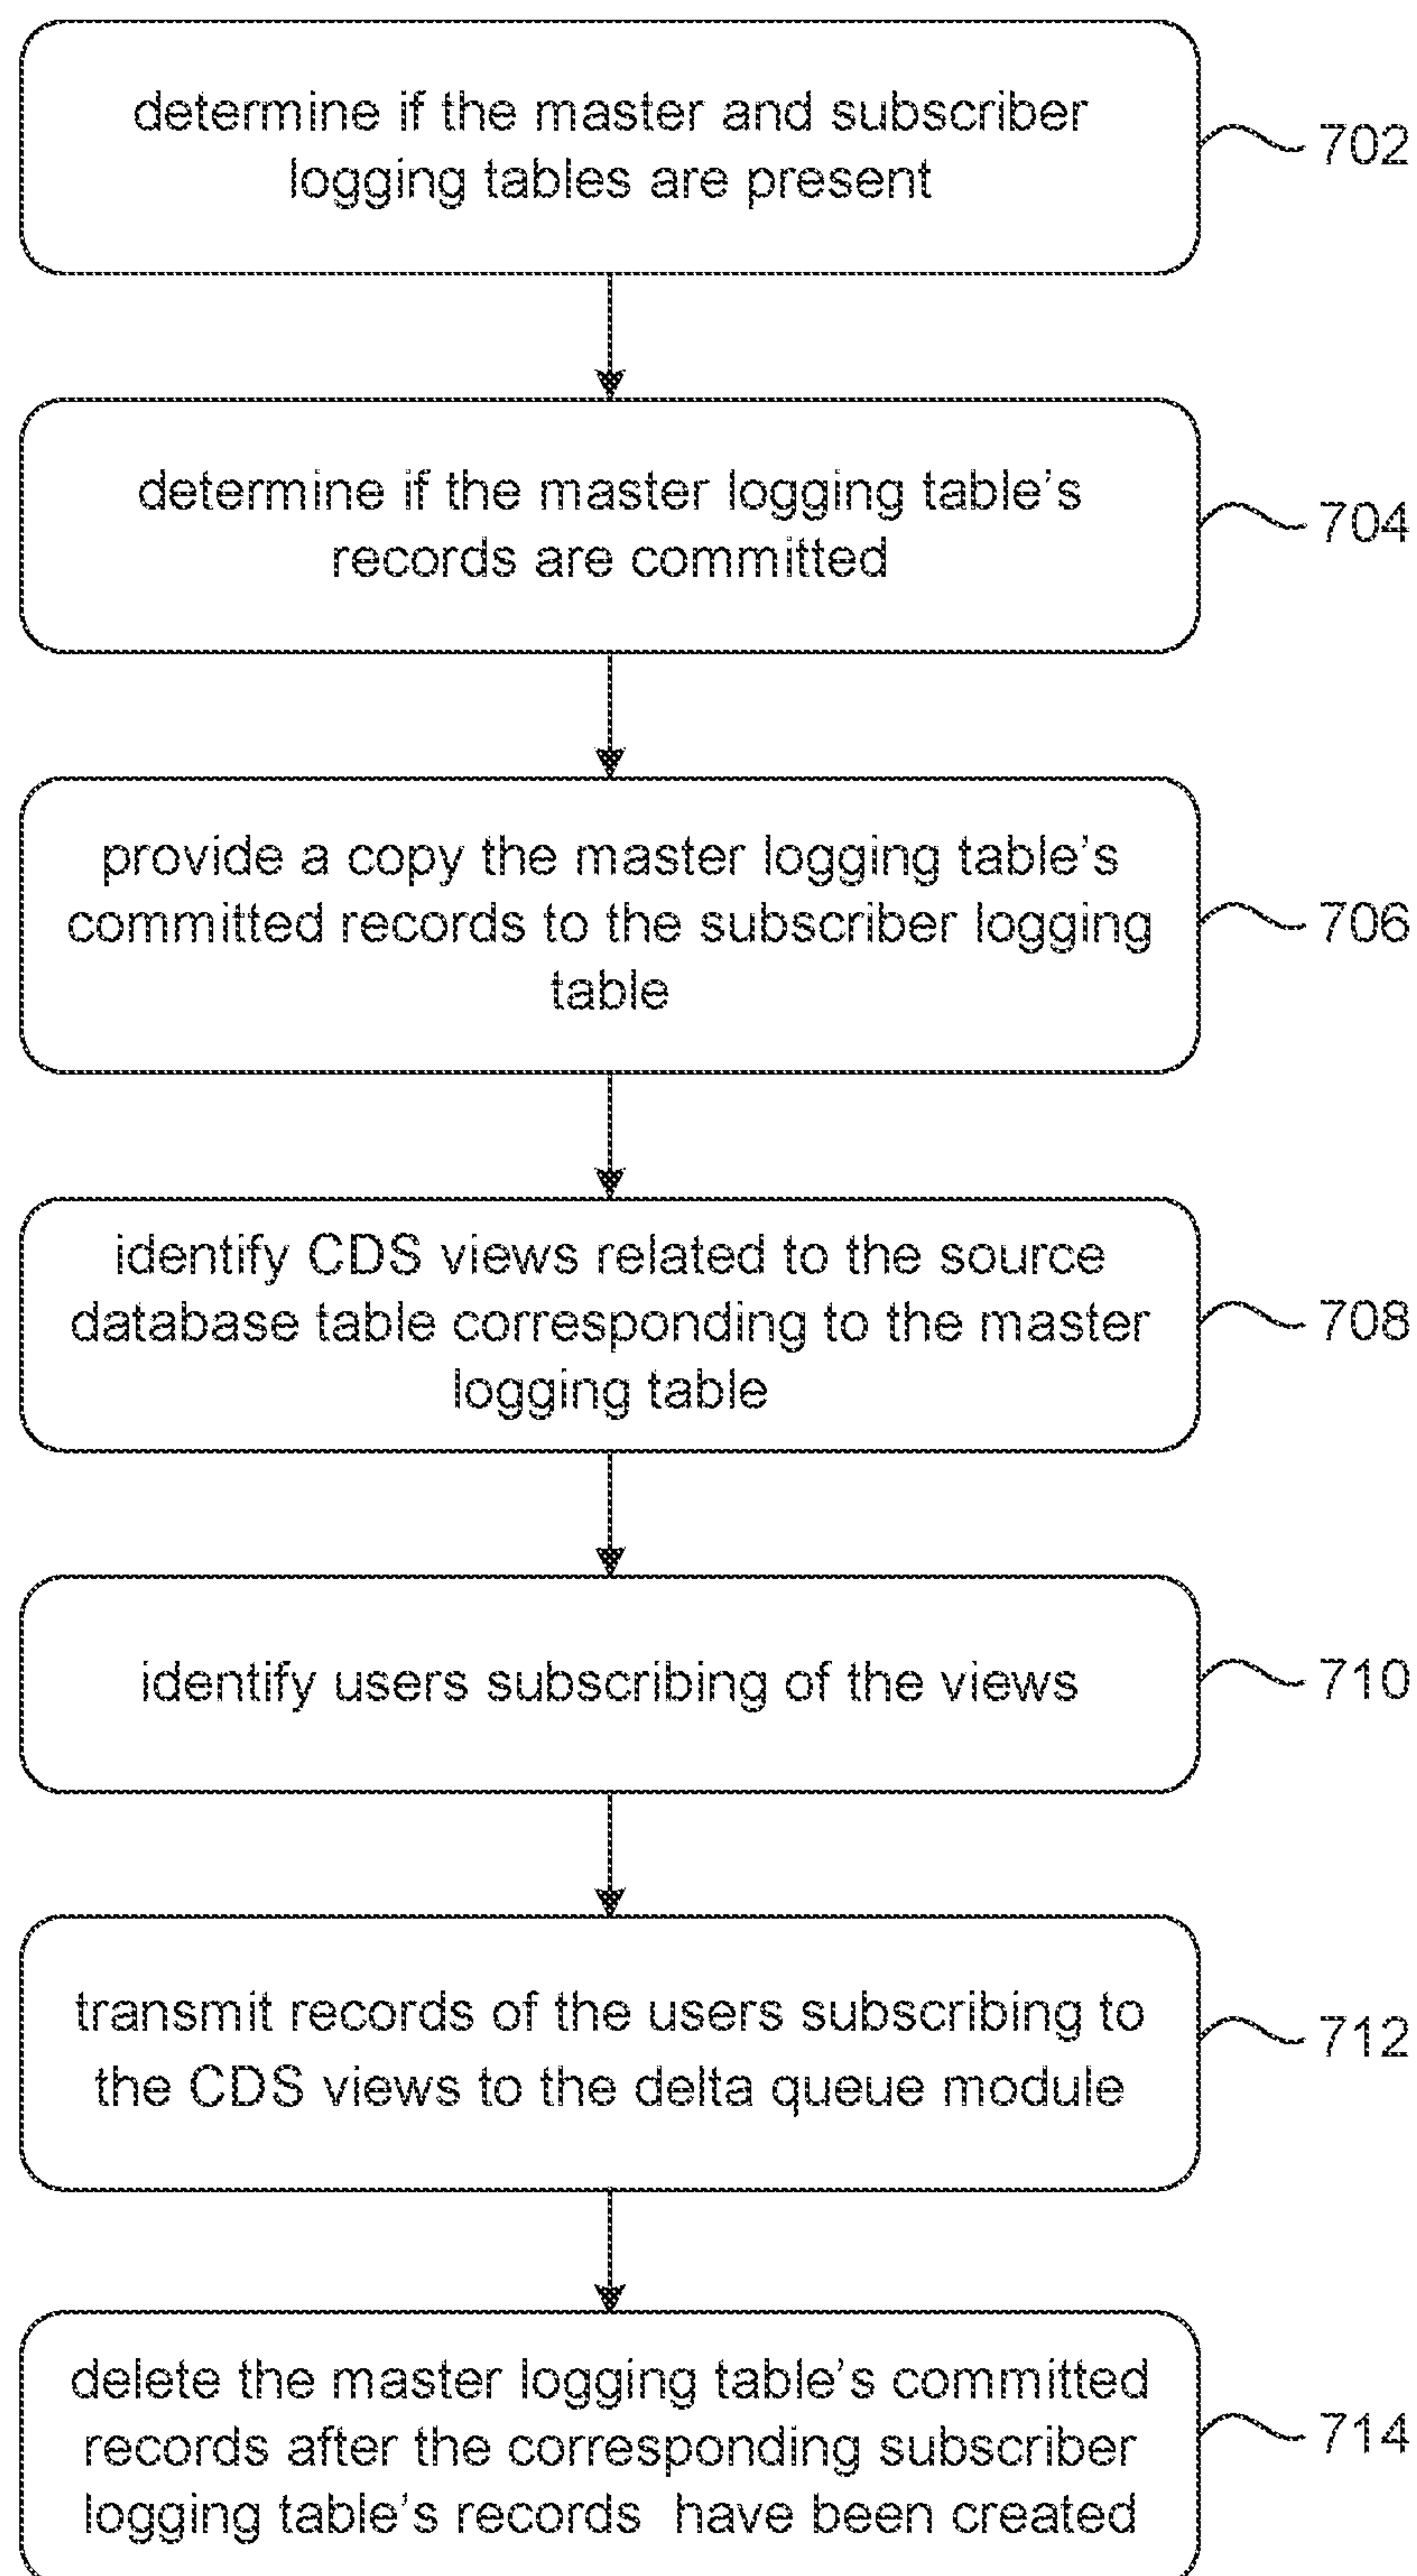 determine if the master and subscriber
logging tables are present
702
determine if the master logging table's
records are committed
704
provide a copy the master logging table's
committed records to the subscriber logging
table
706
identify CDS views related to the source
database table corresponding to the master
logging table
708
identify users subscribing of the views
710
transmit records of the users subscribing to
the CDS views to the delta queue module
712
delete the master logging table's committed
records after the corresponding subscriber
logging table's records have been created
714